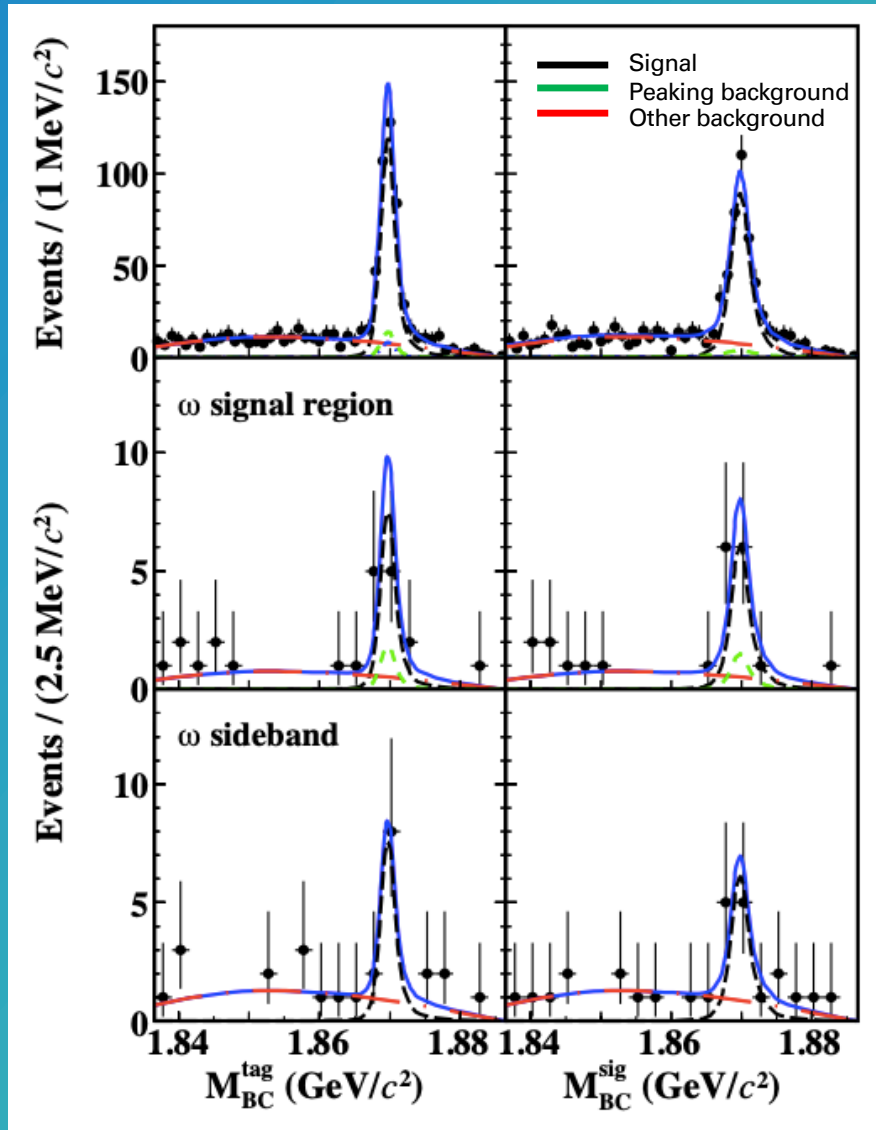 Events / (1 MeV/c²)
150
100
50
0
Signal
Peaking background
Other background
Events / (2.5 MeV/c²)
ω signal region
10
5
0
ω sideband
10
5
0
1.84 1.86 1.88 1.84 1.86 1.88
M_BC^tag (GeV/c²) M_BC^sig (GeV/c²)